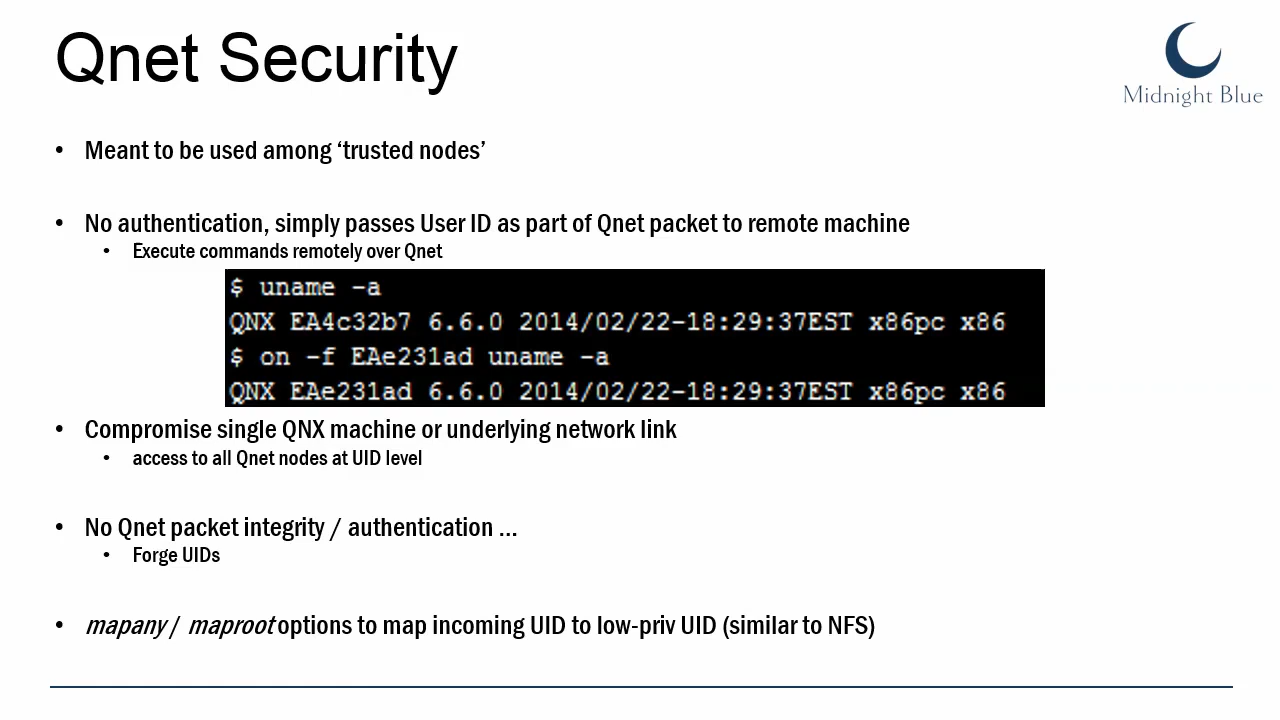 Qnet Security
Midnight Blue
• Meant to be used among ‘trusted nodes’
• No authentication, simply passes User ID as part of Qnet packet to remote machine
• Execute commands remotely over Qnet
$ uname -a
QNX EA4c32b7 6.6.0 2014/02/22-18:29:37EST x86pc x86
$ on -f EAe231ad uname -a
QNX EAe231ad 6.6.0 2014/02/22-18:29:37EST x86pc x86
• Compromise single QNX machine or underlying network link
• access to all Qnet nodes at UID level
• No Qnet packet integrity / authentication ...
• Forge UIDs
• mapany / maproot options to map incoming UID to low-priv UID (similar to NFS)